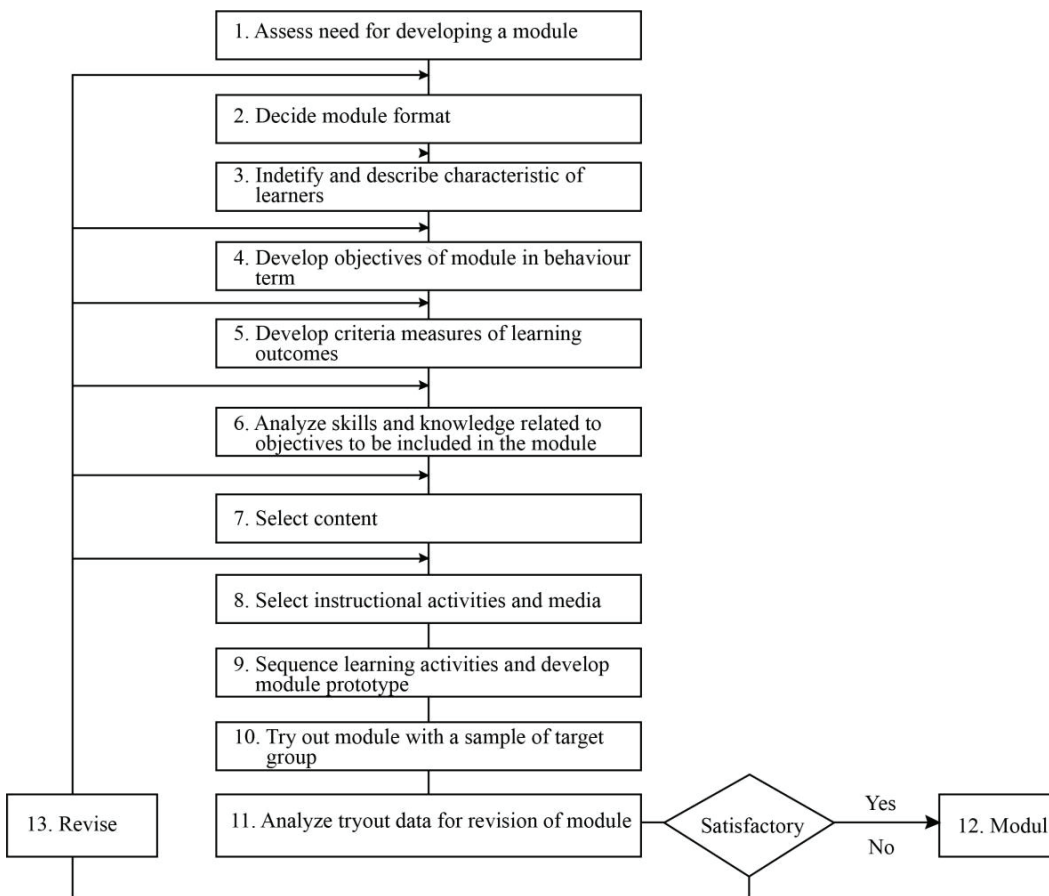 1. Assess need for developing a module
2. Decide module format
3. Indetify and describe characteristic of
learners
4. Develop objectives of module in behaviour
term
5. Develop criteria measures of learning
outcomes
6. Analyze skills and knowledge related to
objectives to be included in the module
7. Select content
8. Select instructional activities and media
9. Sequence learning activities and develop
module prototype
10. Try out module with a sample of target
group
13. Revise
11. Analyze tryout data for revision of module
Satisfactory
Yes
No
12. Modul